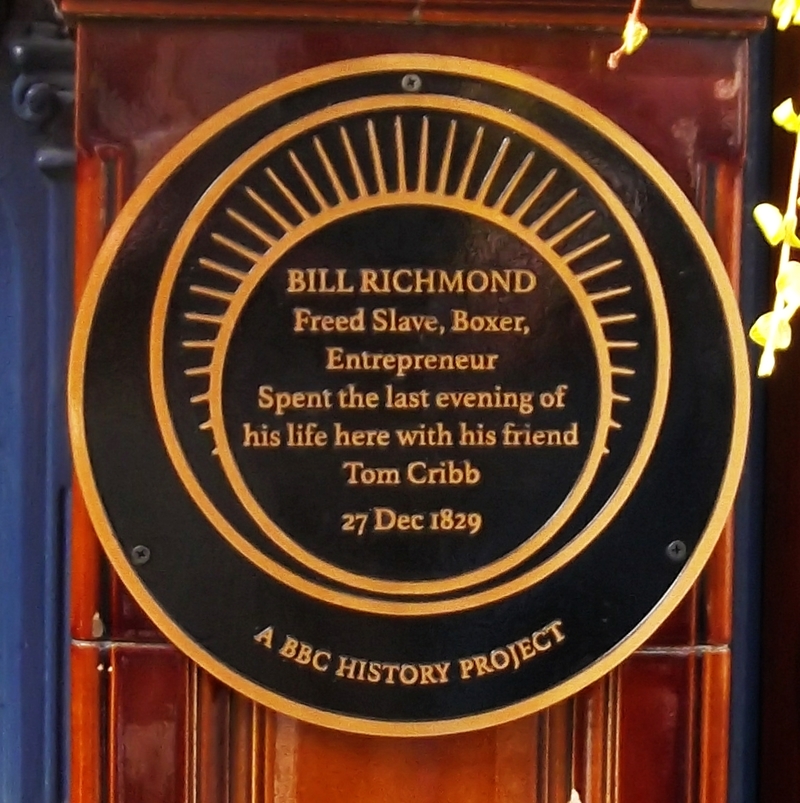 BILL RICHMOND
Freed Slave, Boxer,
Entrepreneur
Spent the last evening of
his life here with his friend
Tom Cribb
27 Dec 1829
A BBC HISTORY PROJECT